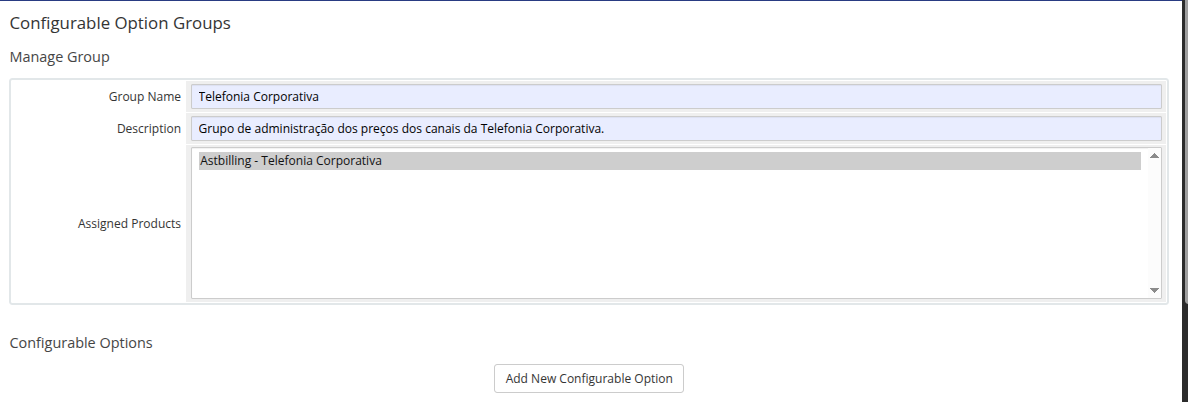 Configurable Option Groups
Manage Group
Group Name Telefonia Corporativa
Description Grupo de administração dos preços dos canais da Telefonia Corporativa.
Astbilling - Telefonia Corporativa
Assigned Products
Configurable Options
Add New Configurable Option